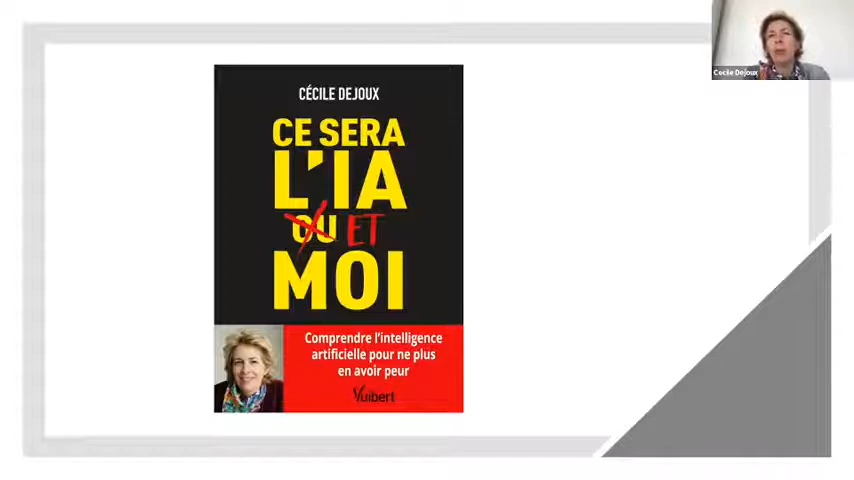 CÉCILE DEJOUX
CE SERA
L'IA
OU ET
MOI
Comprendre l'intelligence
artificielle pour ne plus
en avoir peur
Vuibert
Cecile Dejoux